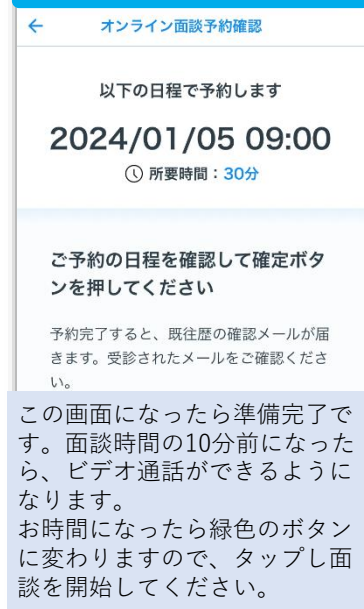 ← オンライン面談予約確認
以下の日程で予約します
2024/01/05 09:00
所要時間：30分
ご予約の日程を確認して確定ボタ
ンを押してください
予約完了すると、既往歴の確認メールが届
きます。受診されたメールをご確認くださ
い。
この画面になったら準備完了で
す。面談時間の10分前になった
ら、ビデオ通話ができるように
なります。
お時間になったら緑色のボタン
に変わりますので、タップし面
談を開始してください。